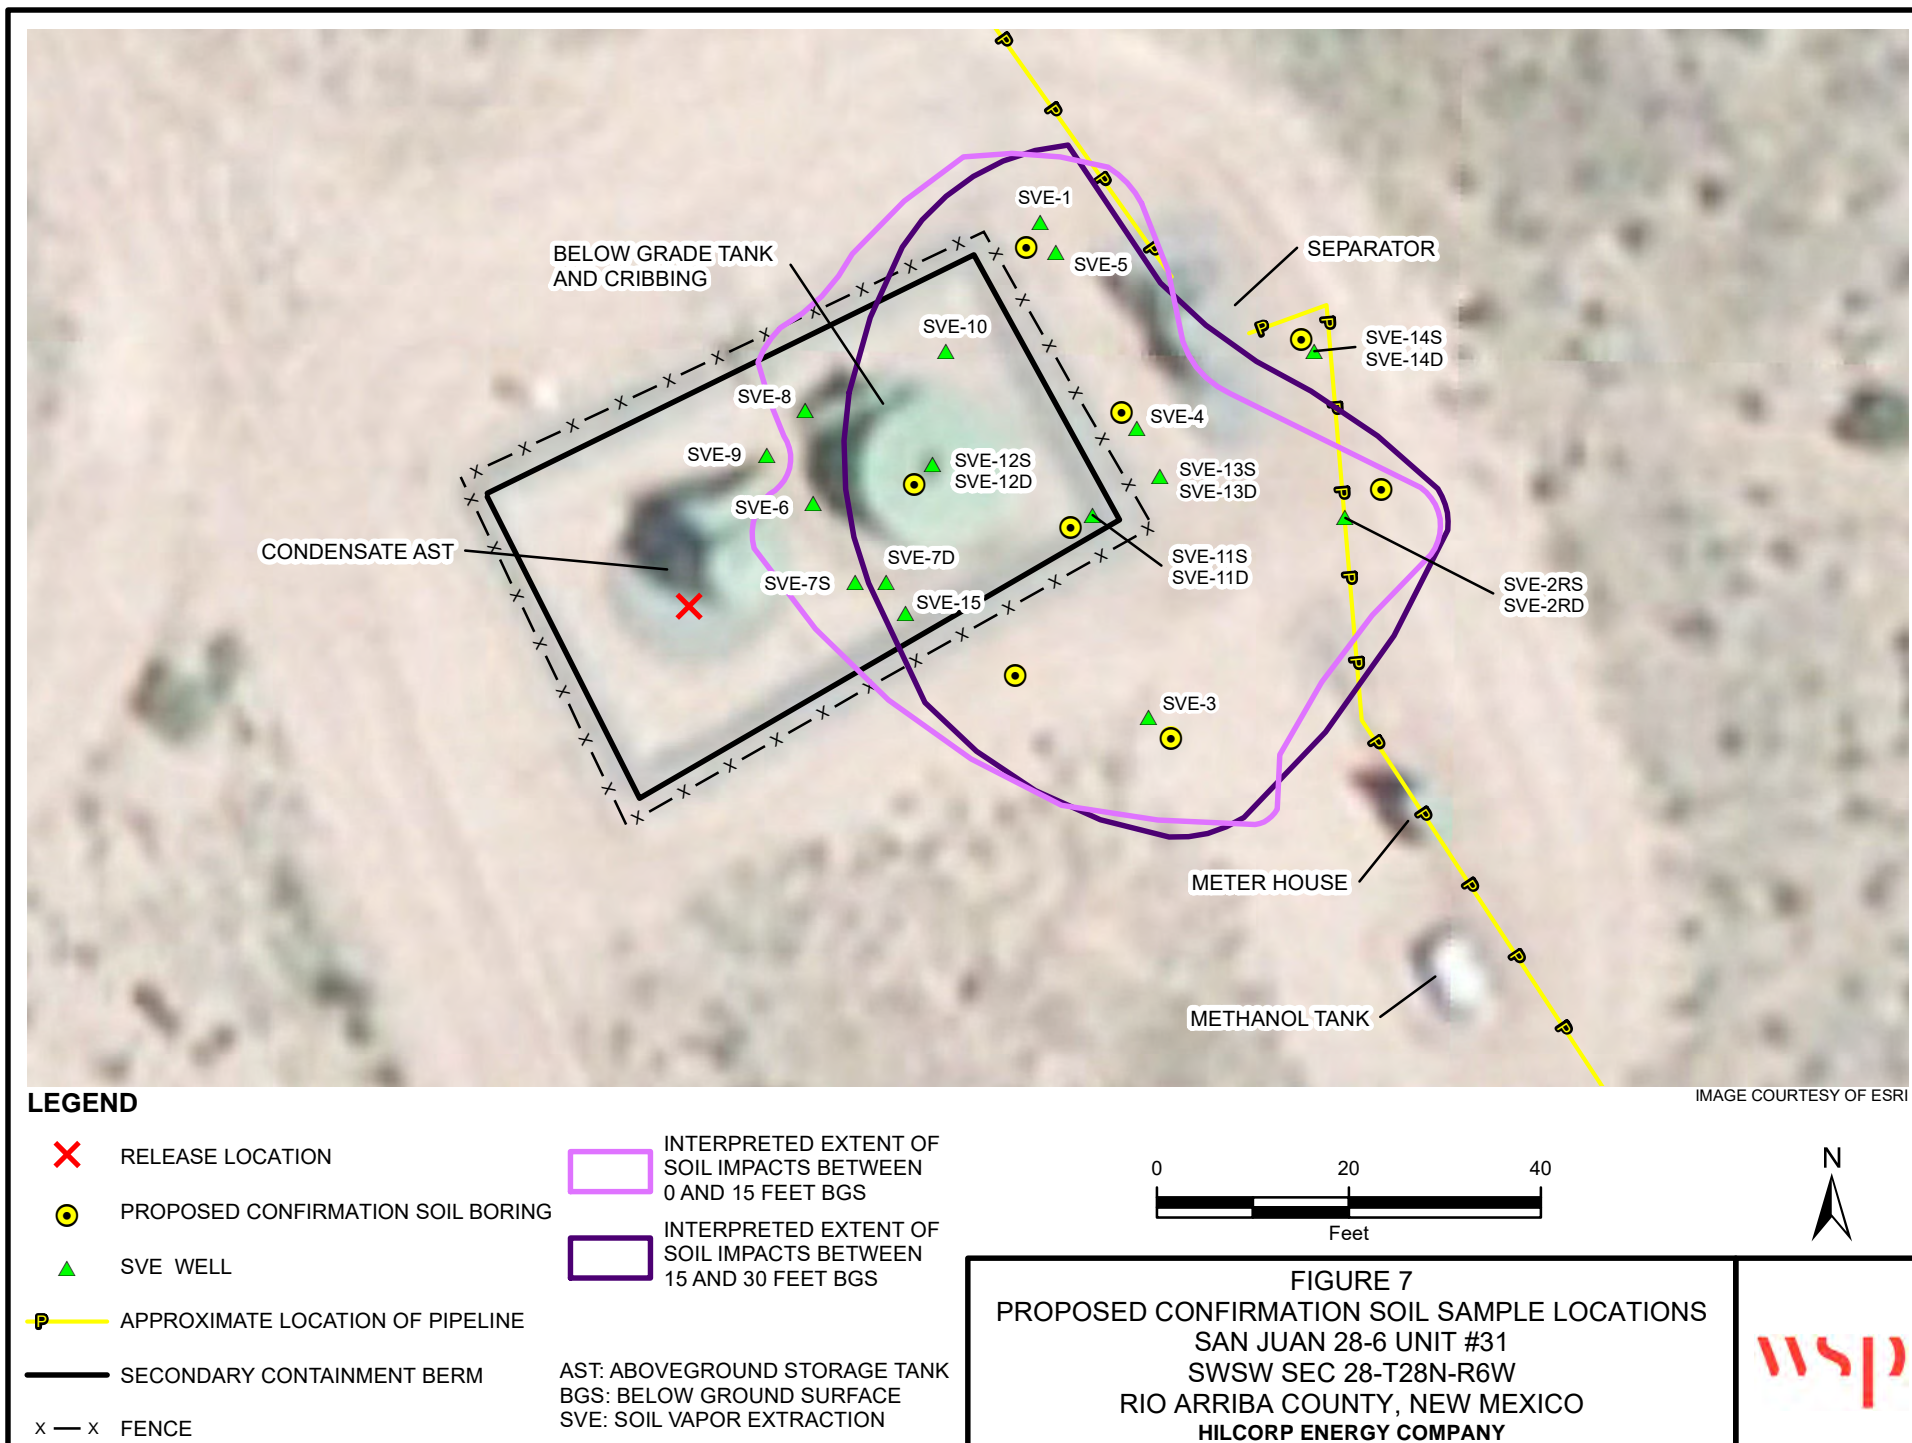 SVE-1
SVE-5
BELOW GRADE TANK
AND CRIBBING
SEPARATOR
SVE-10
SVE-14S
SVE-14D
SVE-8
SVE-4
SVE-9
SVE-12S
SVE-12D
SVE-13S
SVE-13D
SVE-6
CONDENSATE AST
SVE-7D
SVE-7S
SVE-11S
SVE-11D
SVE-15
SVE-2RS
SVE-2RD
SVE-3
METER HOUSE
METHANOL TANK
IMAGE COURTESY OF ESRI
LEGEND
RELEASE LOCATION
PROPOSED CONFIRMATION SOIL BORING
SVE WELL
P APPROXIMATE LOCATION OF PIPELINE
SECONDARY CONTAINMENT BERM
X X FENCE
INTERPRETED EXTENT OF
SOIL IMPACTS BETWEEN
0 AND 15 FEET BGS
INTERPRETED EXTENT OF
SOIL IMPACTS BETWEEN
15 AND 30 FEET BGS
AST: ABOVEGROUND STORAGE TANK
BGS: BELOW GROUND SURFACE
SVE: SOIL VAPOR EXTRACTION
0 20 40
Feet
N
FIGURE 7
PROPOSED CONFIRMATION SOIL SAMPLE LOCATIONS
SAN JUAN 28-6 UNIT #31
SWSW SEC 28-T28N-R6W
RIO ARRIBA COUNTY, NEW MEXICO
HILCORP ENERGY COMPANY
wsp